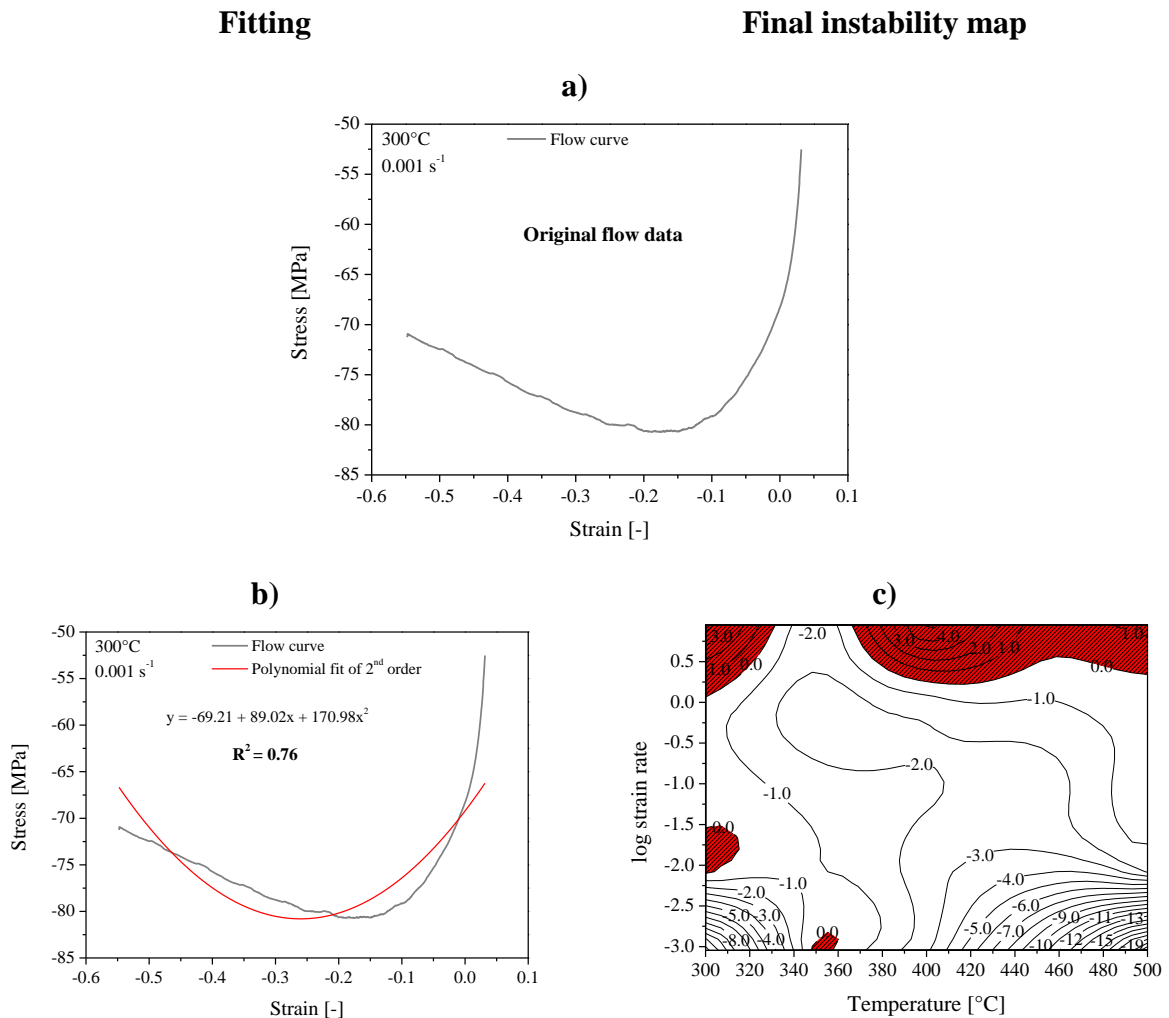 Fitting
Final instability map
a)
-50
300°C
Flow curve
0.001 s-1
-55
-60
Original flow data
-65
Stress [MPa]
-70
-75
-80
-85
-0.6 -0.5 -0.4 -0.3 -0.2 -0.1 0.0 0.1
Strain [-]
b)
-50
300°C
Flow curve
0.001 s-1
Polynomial fit of 2nd order
-55
y = -69.21 + 89.02x + 170.98x2
-60
R2 = 0.76
-65
Stress [MPa]
-70
-75
-80
-85
-0.6 -0.5 -0.4 -0.3 -0.2 -0.1 0.0 0.1
Strain [-]
c)
3.0 -2.0 3.0 4.0 1.0
0.5 2.0 1.0
1.0 0.0 0.0
0.0 -1.0
-0.5
-2.0
-1.0 -1.0
log strain rate
-1.5 0.0
-2.0 -3.0
-2.0 -1.0 -4.0
-2.5 -5.0 -3.0 0.0 -6.0 -9.0 -11 -13
-5.0 -7.0
-3.0 -8.0 -4.0 -10 -12 -15 -19
300 320 340 360 380 400 420 440 460 480 500
Temperature [°C]